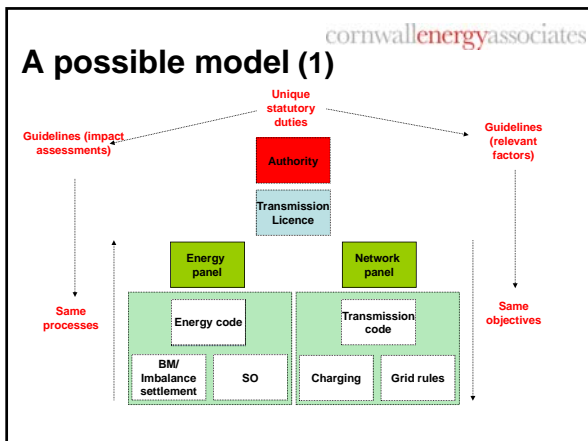 cornwallenergyassociates
A possible model (1)
Unique
statutory
duties
Guidelines (impact
assessments)
Guidelines
(relevant
factors)
Authority
Transmission
Licence
Energy
panel
Network
panel
Same
processes
Same
objectives
Energy code
Transmission
code
BM/
Imbalance
settlement
SO
Charging
Grid rules